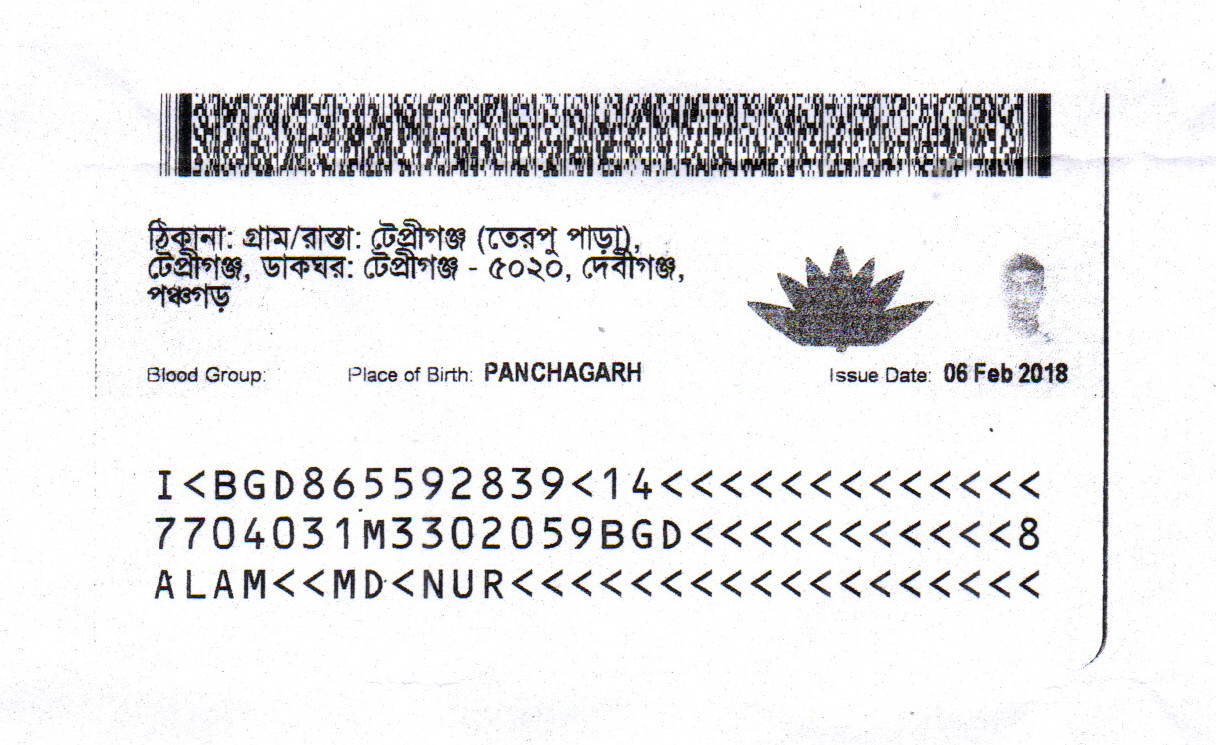 ঠিকানা: গ্রাম/রাস্তা: টেপ্রীগঞ্জ (তেরপু পাড়া),
টেপ্রীগঞ্জ, ডাকঘর: টেপ্রীগঞ্জ - ৫০২০, দেবীগঞ্জ,
পঞ্চগড়
Blood Group: Place of Birth: PANCHAGARH Issue Date: 06 Feb 2018
I<BGD865592839<14<<<<<<<<<<<<<
7704031M3302059BGD<<<<<<<<<<<8
ALAM<<MD<NUR<<<<<<<<<<<<<<<<<<